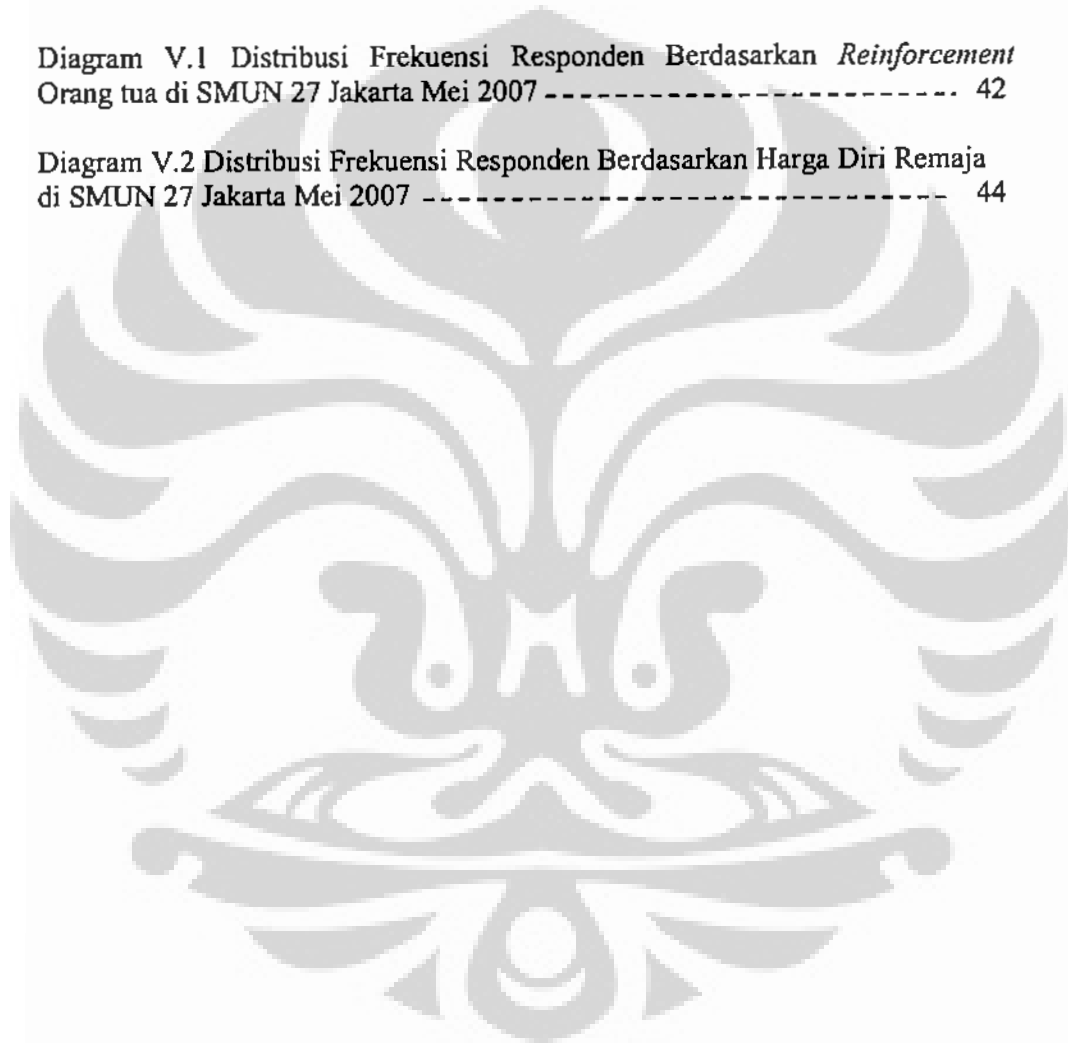 Diagram V.1 Distribusi Frekuensi Responden Berdasarkan Reinforcement
Orang tua di SMUN 27 Jakarta Mei 2007 ------------------------ 42
Diagram V.2 Distribusi Frekuensi Responden Berdasarkan Harga Diri Remaja
di SMUN 27 Jakarta Mei 2007 ------------------------------ 44